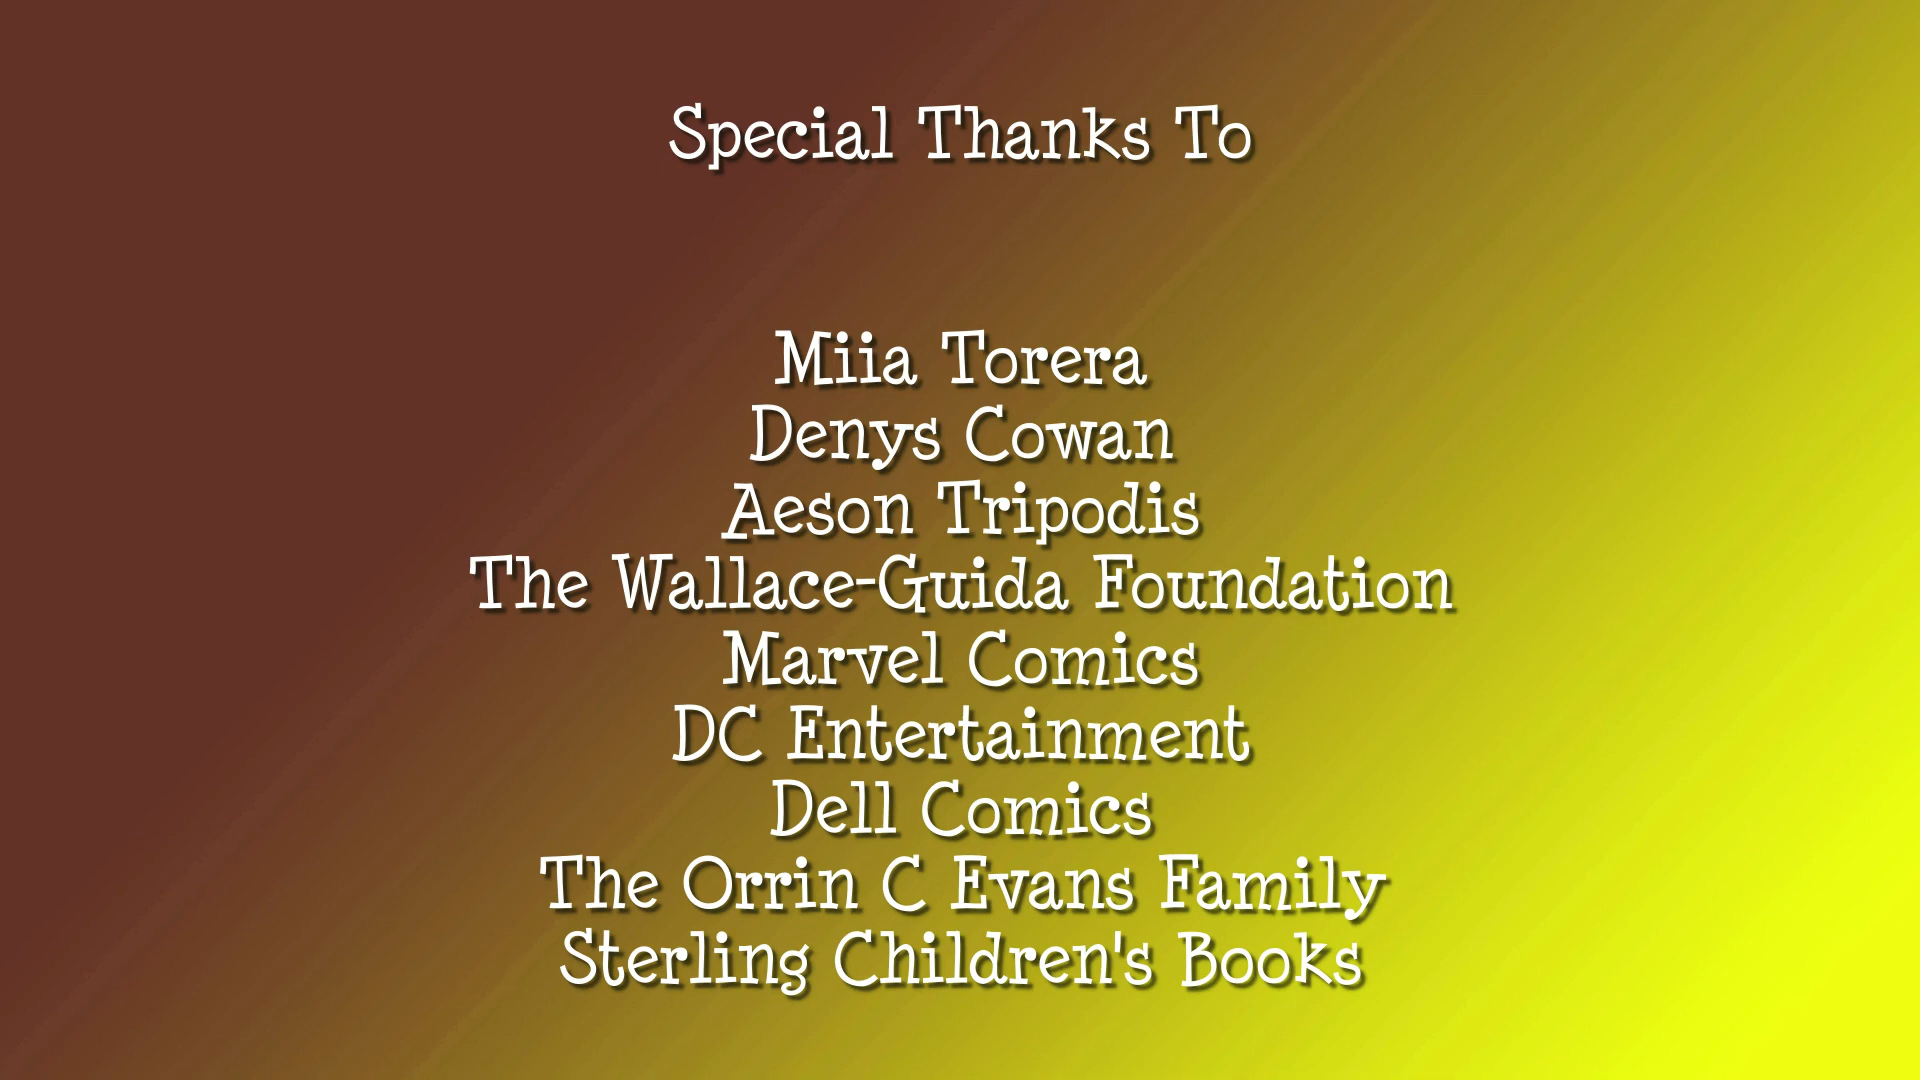 Special Thanks To
Miia Torera
Denys Cowan
Aeson Tripodis
The Wallace-Guida Foundation
Marvel Comics
DC Entertainment
Dell Comics
The Orrin C Evans Family
Sterling Children's Books